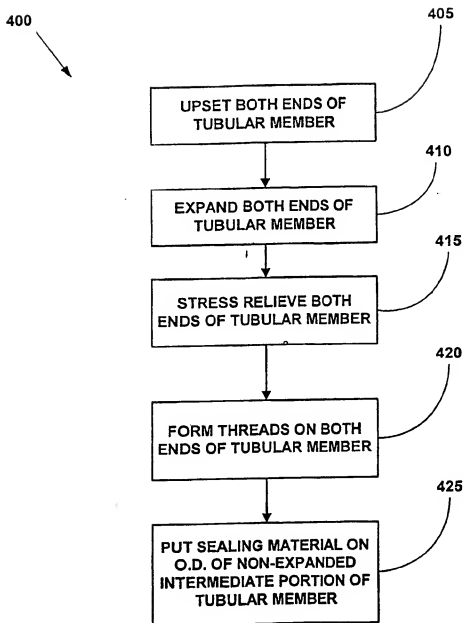 400
405
UPSET BOTH ENDS OF
TUBULAR MEMBER
410
EXPAND BOTH ENDS OF
TUBULAR MEMBER
415
STRESS RELIEVE BOTH
ENDS OF TUBULAR MEMBER
420
FORM THREADS ON BOTH
ENDS OF TUBULAR MEMBER
425
PUT SEALING MATERIAL ON
O.D. OF NON-EXPANDED
INTERMEDIATE PORTION OF
TUBULAR MEMBER